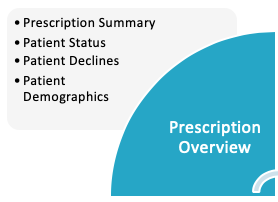 • Prescription Summary
• Patient Status
• Patient Declines
• Patient
Demographics
Prescription
Overview